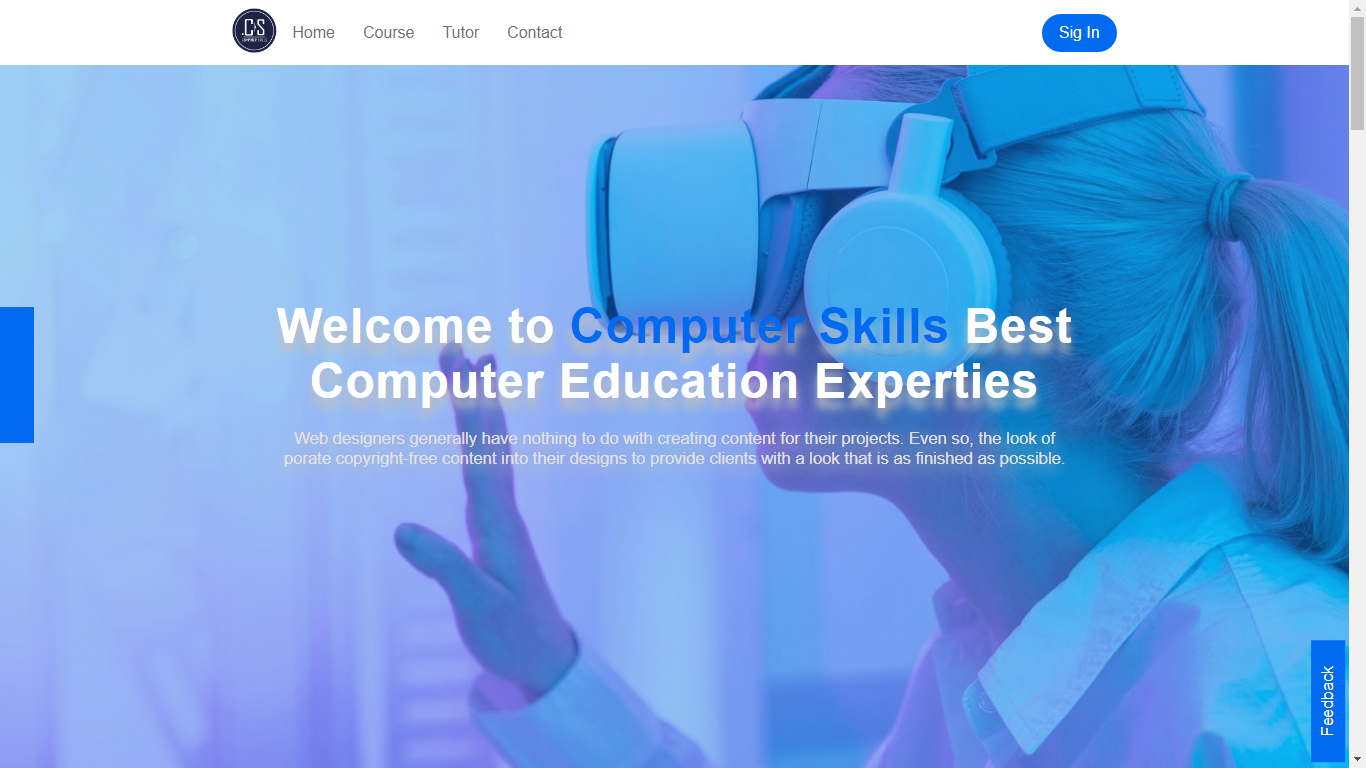 .C/S
COMPUTER SKILLS
Home
Course
Tutor
Contact
Sig In
Welcome to Computer Skills Best
Computer Education Experties
Web designers generally have nothing to do with creating content for their projects. Even so, the look of
porate copyright-free content into their designs to provide clients with a look that is as finished as possible.
Feedback